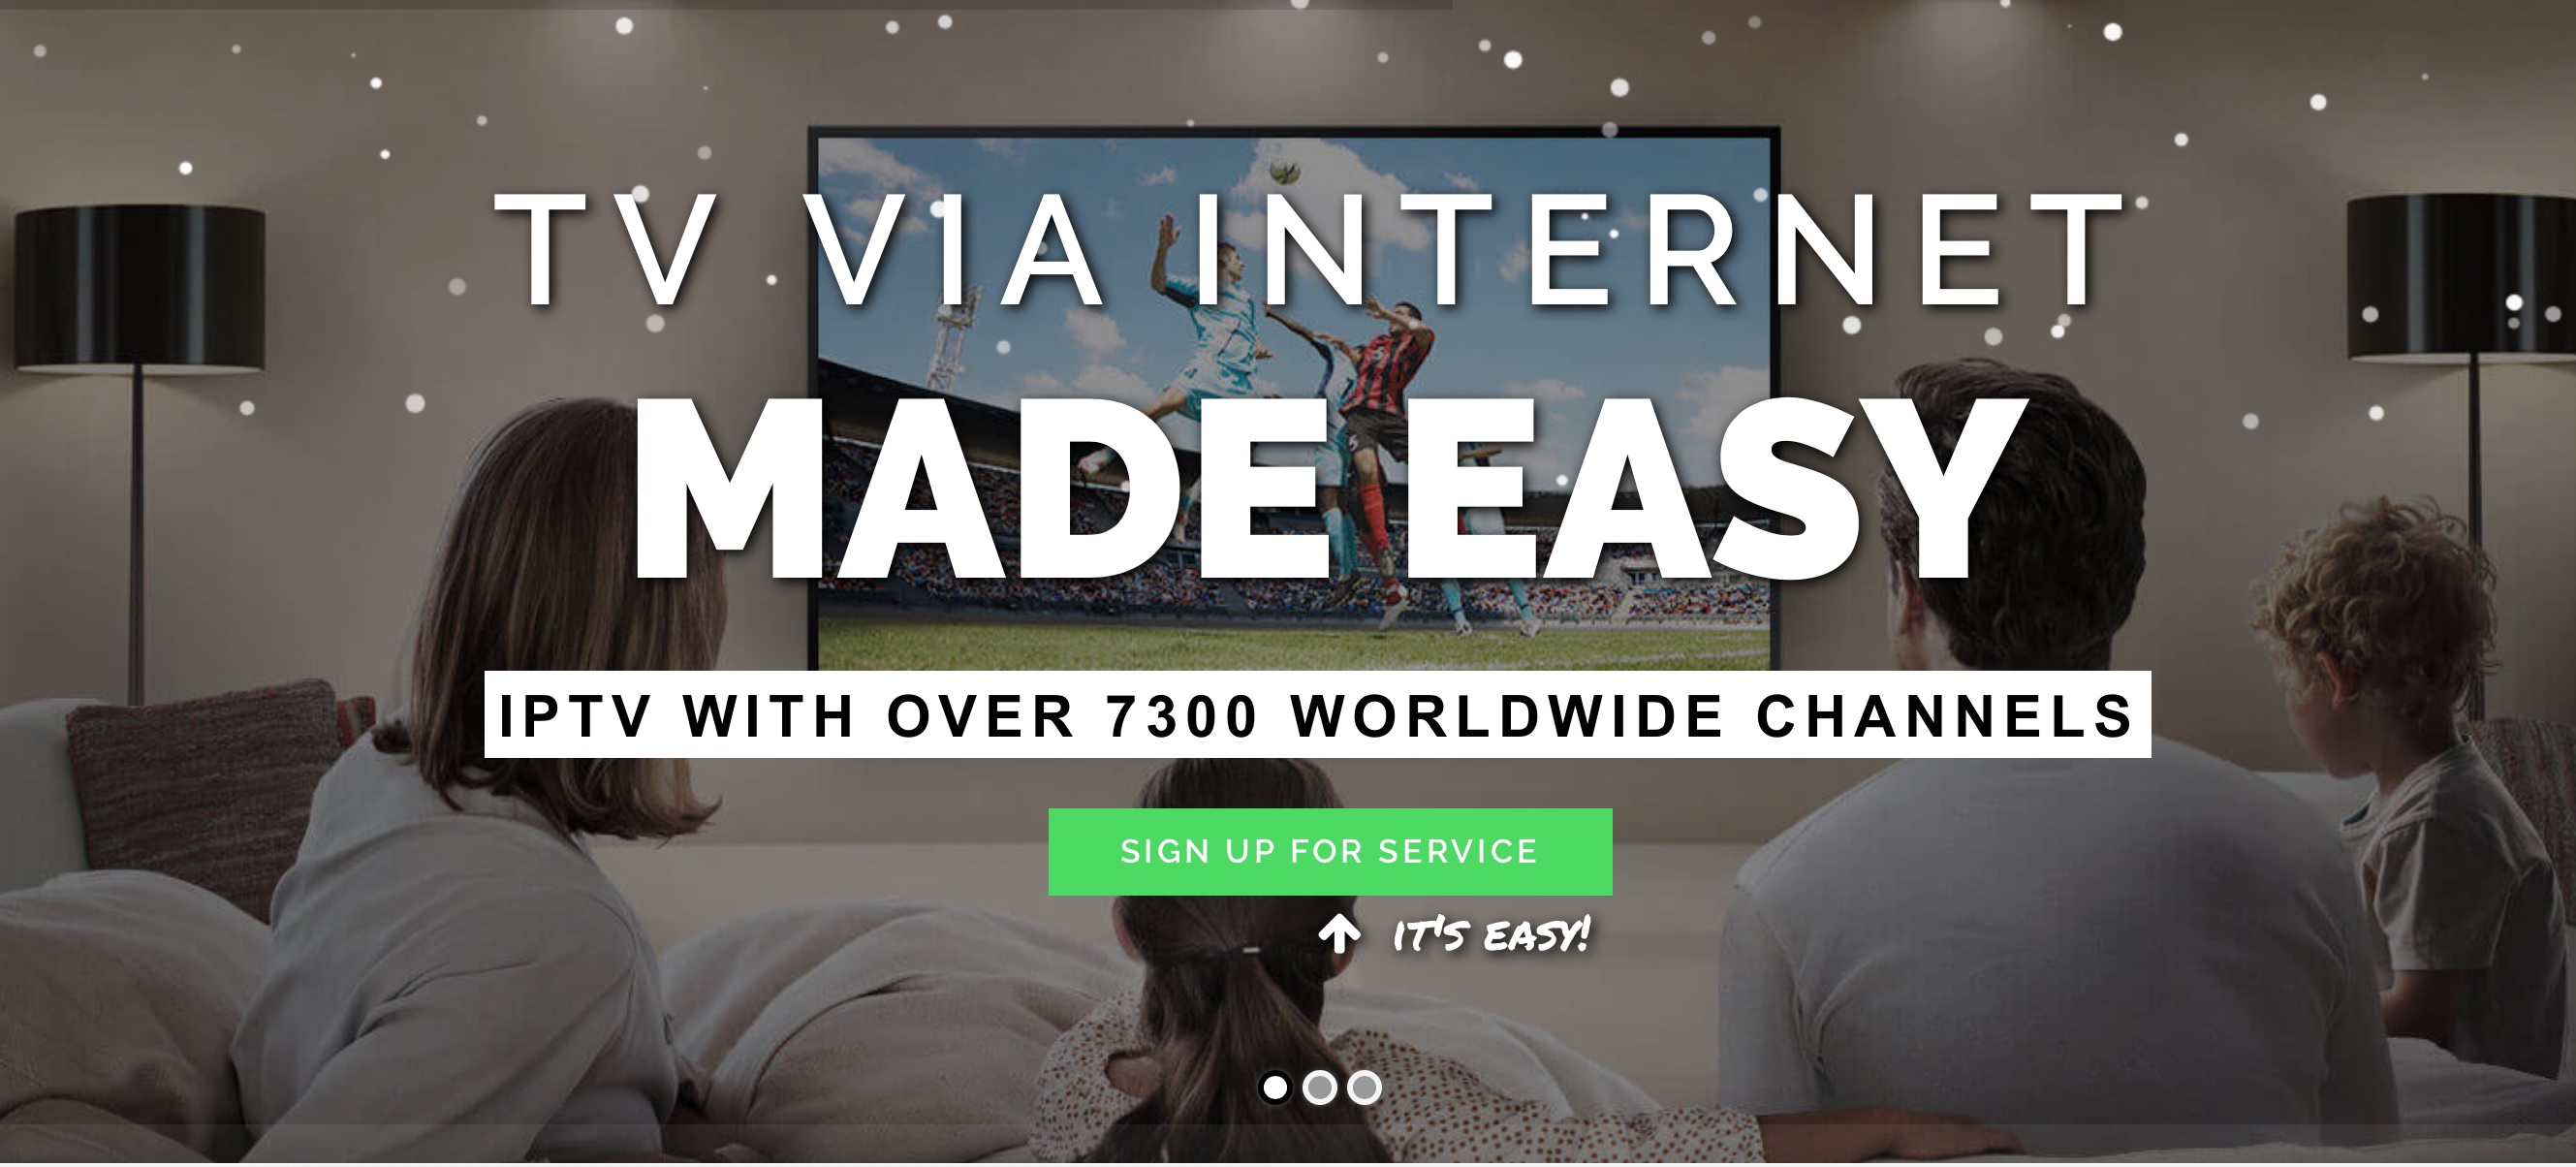 TV VIA INTERNET
MADE EASY
IPTV WITH OVER 7300 WORLDWIDE CHANNELS
SIGN UP FOR SERVICE
IT'S EASY!